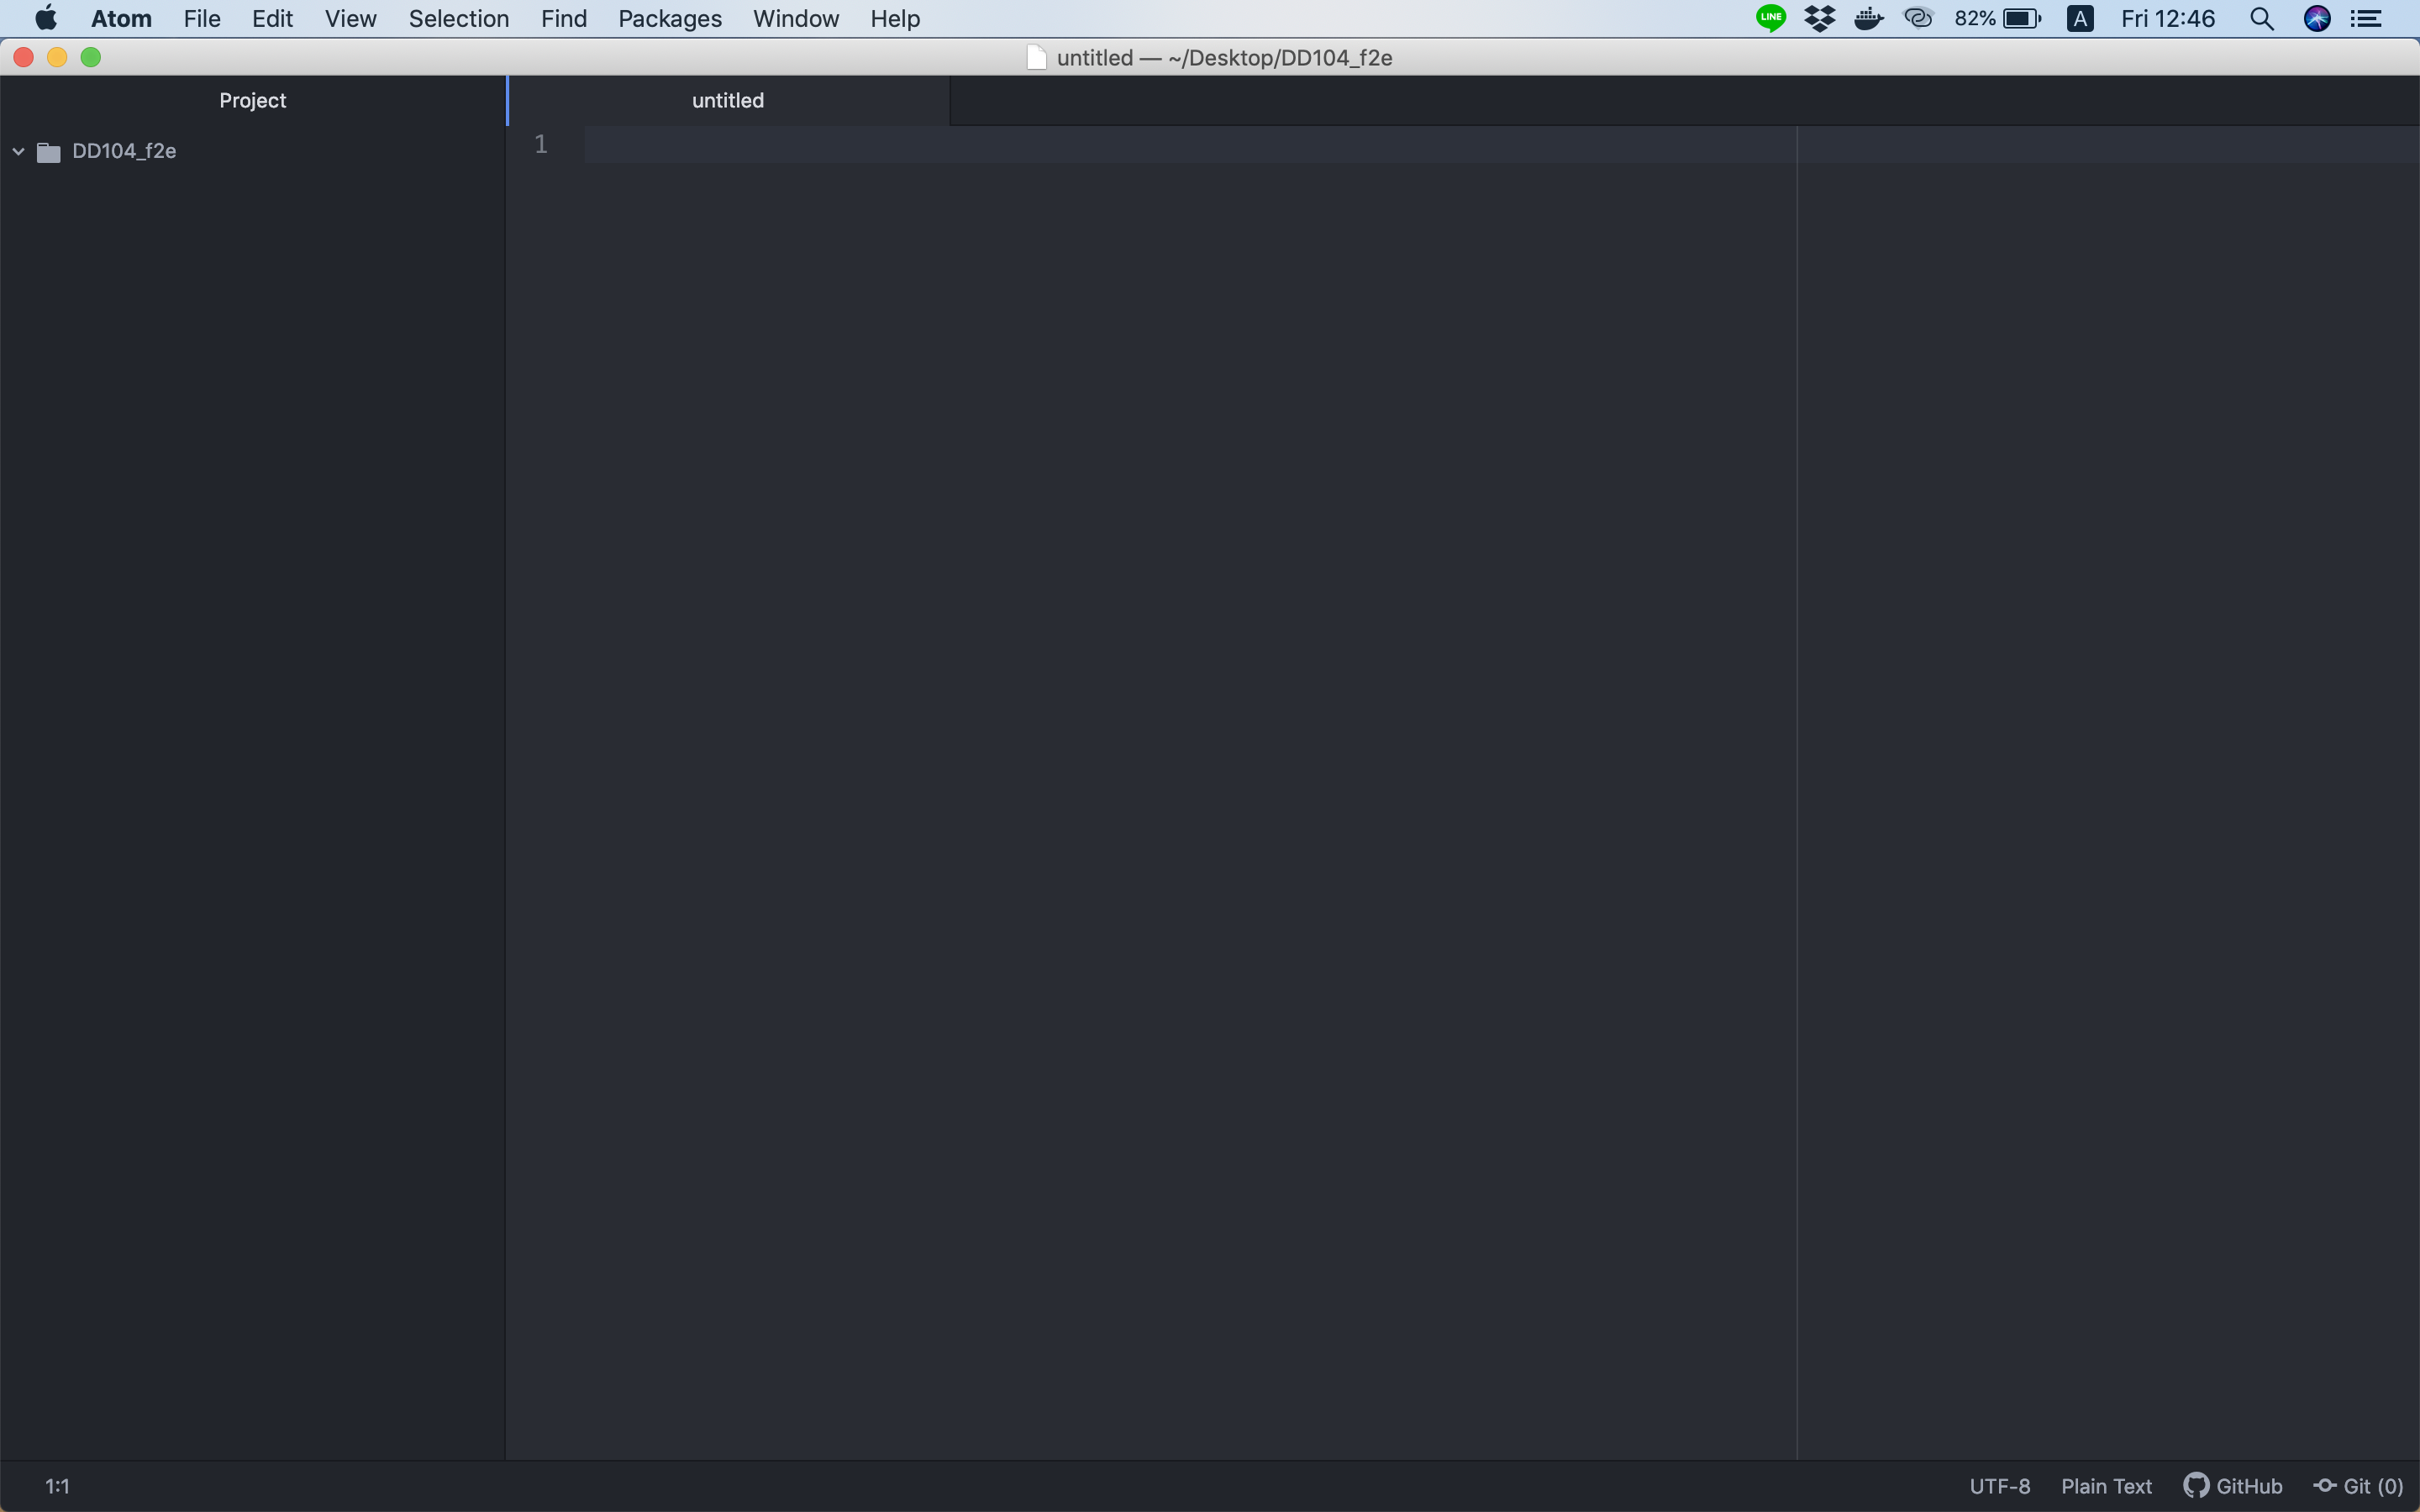 Atom File Edit View Selection Find Packages Window Help LINE 82% A Fri 12:46
untitled — ~/Desktop/DD104_f2e
Project untitled
DD104_f2e
1
1:1 UTF-8 Plain Text GitHub Git (0)